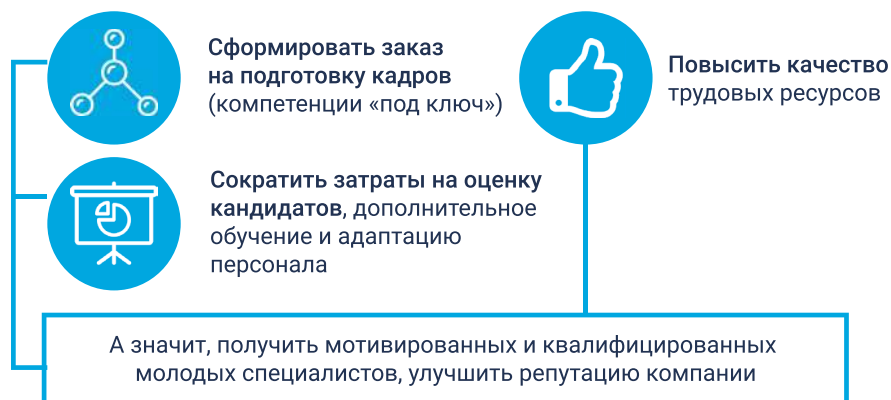 Сформировать заказ
на подготовку кадров
(компетенции «под ключ»)
Повысить качество
трудовых ресурсов
Сократить затраты на оценку
кандидатов, дополнительное
обучение и адаптацию
персонала
А значит, получить мотивированных и квалифицированных
молодых специалистов, улучшить репутацию компании